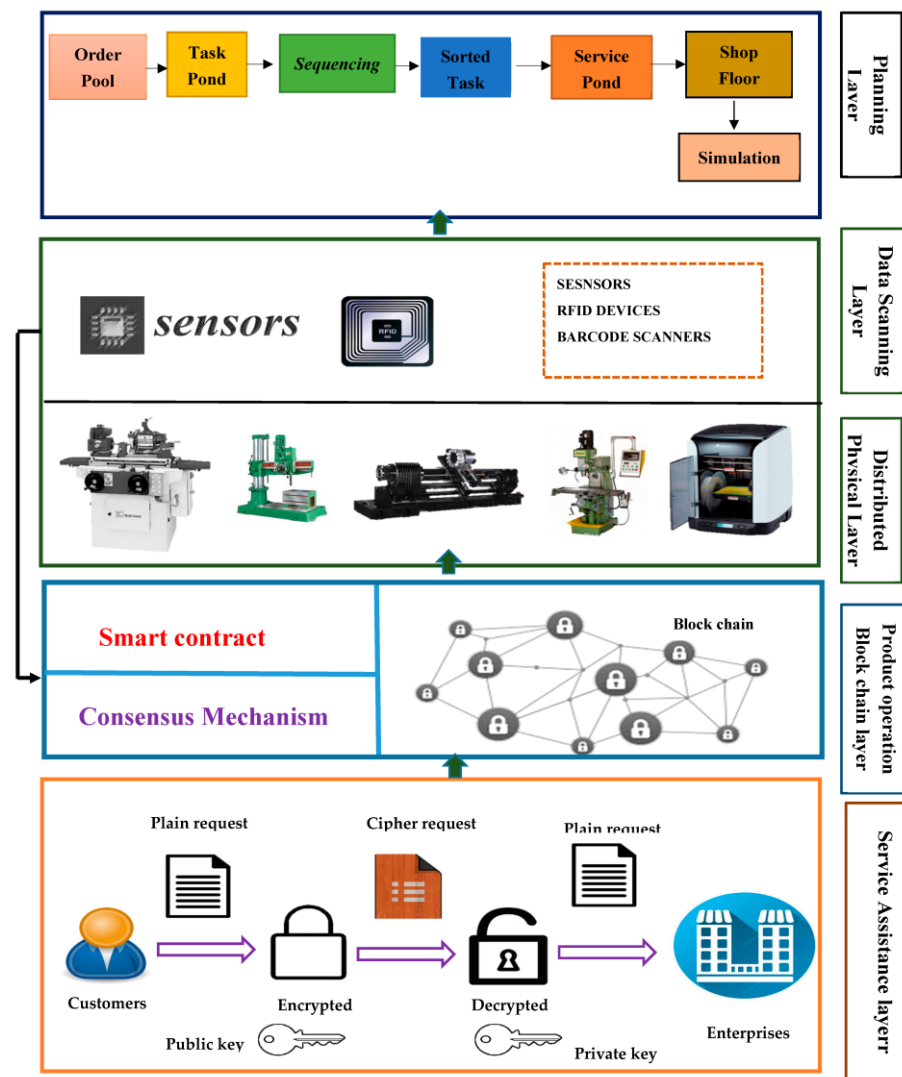 Order
Pool
Task
Pond
Sequencing
Sorted
Task
Service
Pond
Shop
Floor
Simulation
Planning
Laver
sensors
RFID
SESNSORS
RFID DEVICES
BARCODE SCANNERS
Data Scanning
Layer
Distributed
Physical Laver
Smart contract
Consensus Mechanism
Block chain
Product operation
Block chain layer
Plain request
Cipher request
Plain request
Customers
Encrypted
Decrypted
Enterprises
Public key
Private key
Service Assistance layerr